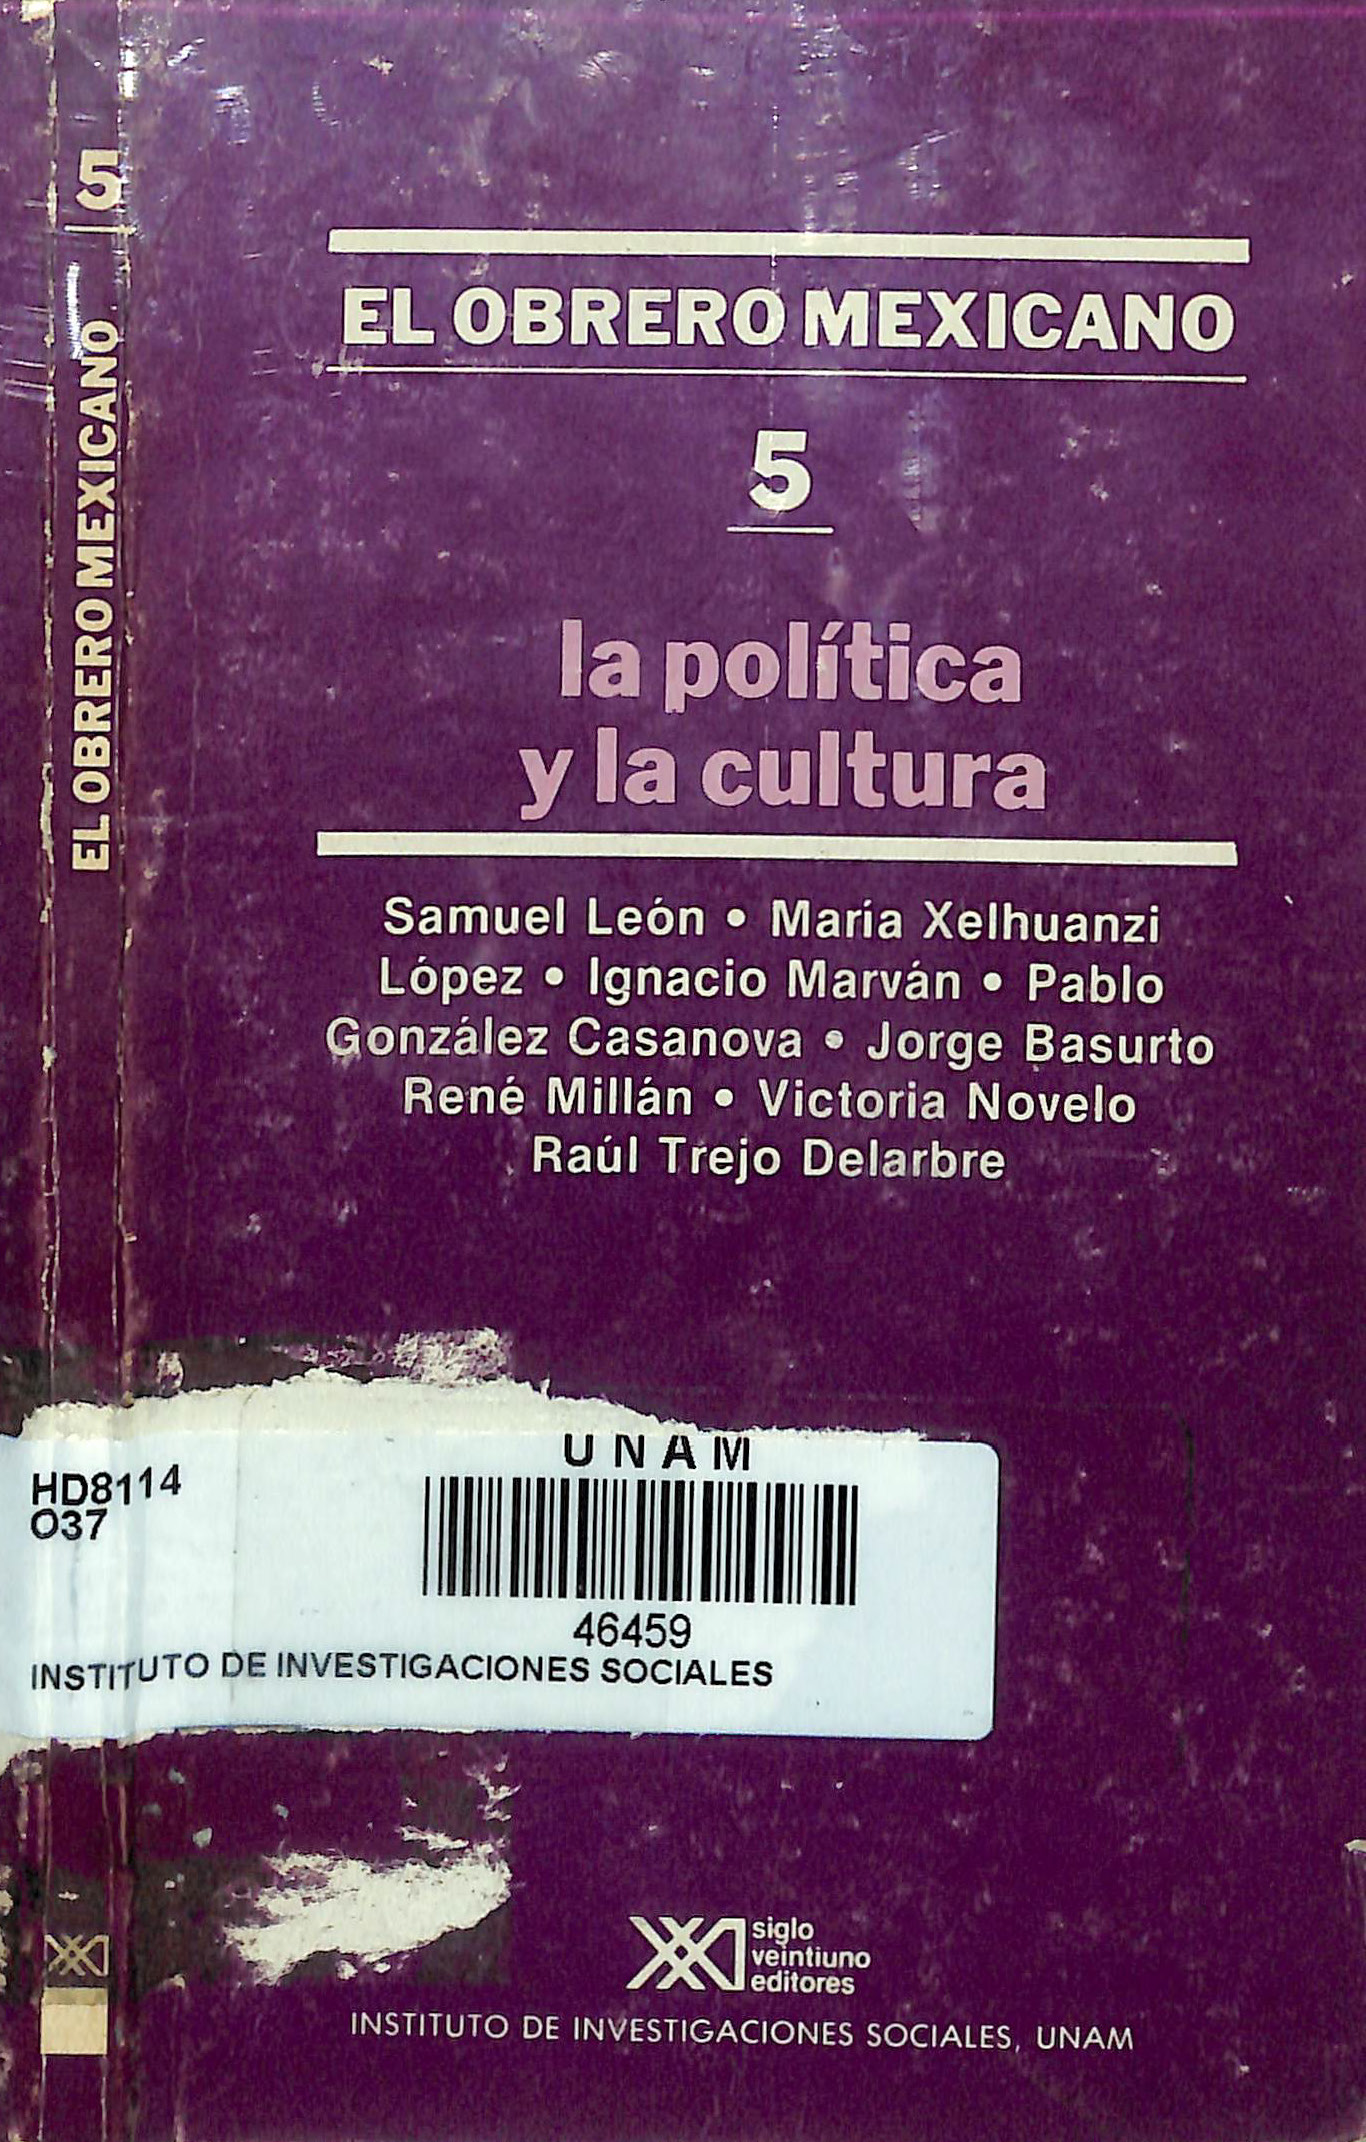 5
EL OBRERO MEXICANO
EL OBRERO MEXICANO
5
la política
y la cultura
Samuel León • María Xelhuanzi
López • Ignacio Marván • Pablo
González Casanova • Jorge Basurto
René Millán • Victoria Novelo
Raúl Trejo Delarbre
UNAM
HD8114
O37
46459
INSTITUTO DE INVESTIGACIONES SOCIALES
siglo
veintiuno
editores
INSTITUTO DE INVESTIGACIONES SOCIALES, UNAM